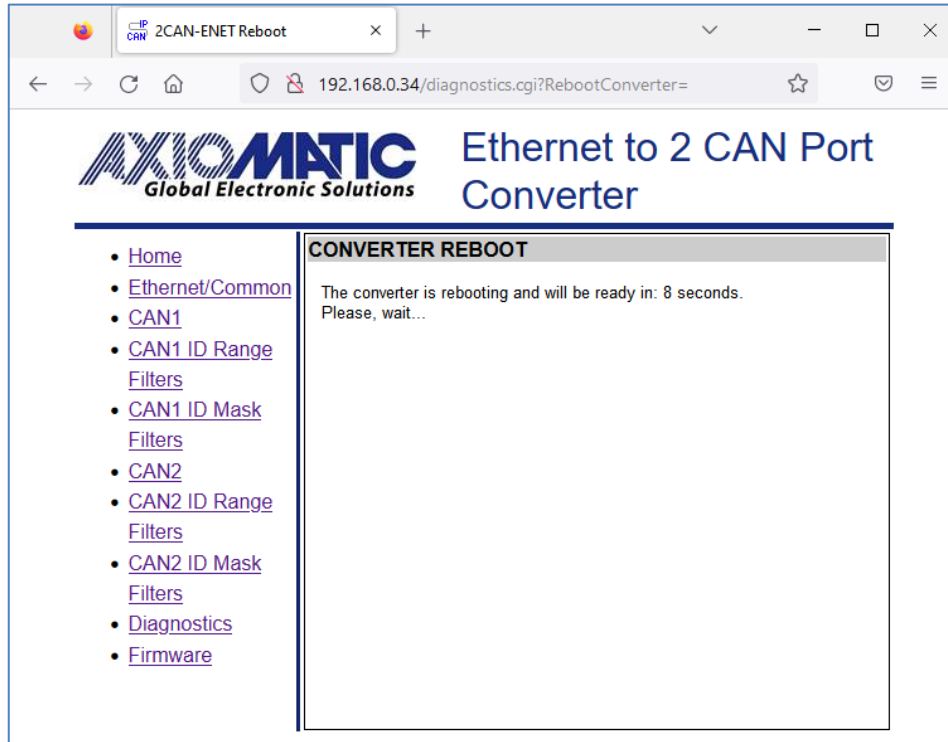 IP
CAN
2CAN-ENET Reboot
192.168.0.34/diagnostics.cgi?RebootConverter=
AXIOMATIC
Global Electronic Solutions
Ethernet to 2 CAN Port
Converter
Home
Ethernet/Common
CAN1
CAN1 ID Range
Filters
CAN1 ID Mask
Filters
CAN2
CAN2 ID Range
Filters
CAN2 ID Mask
Filters
Diagnostics
Firmware
CONVERTER REBOOT
The converter is rebooting and will be ready in: 8 seconds.
Please, wait...